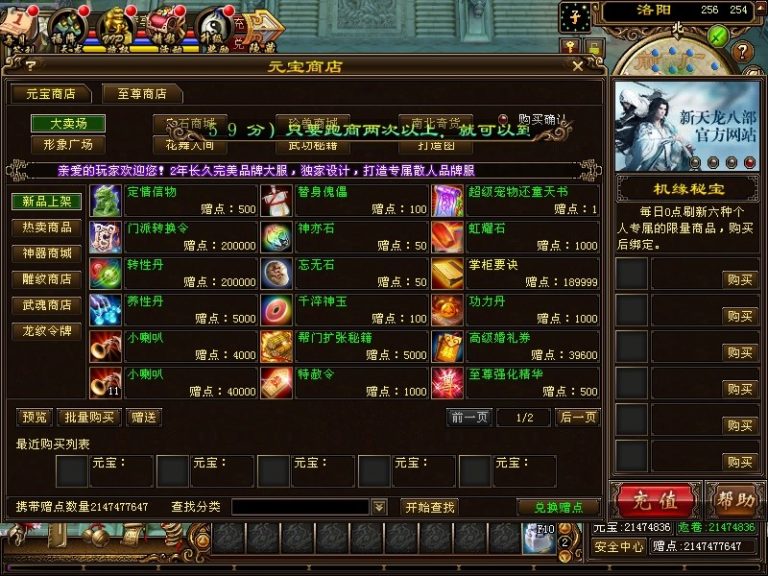 洛阳 256 254
北
元宝商店
元宝商店 至尊商店
大卖场 南北奇货 购买确认
59分）只要跑商两次以上，就可以到
形象广场 花舞人间 武功秘籍 打造图
亲爱的玩家欢迎您！2年长久完美品牌大服，独家设计，打造专属散人品牌服
新品上架
热卖商品
神器商城
雕纹商店
武魂商店
龙纹令牌
定情信物 赠点：500
替身傀儡 赠点：100
超级宠物还童天书 赠点：1
门派转换令 赠点：200000
神亦石 赠点：50
虹耀石 赠点：1000
转性丹 赠点：200000
忘无石 赠点：50
掌柜要诀 赠点：189999
养性丹 赠点：5000
千淬神玉 赠点：100
功力丹 赠点：1000
小喇叭 赠点：4000
帮门扩张秘籍 赠点：5000
高级婚礼券 赠点：39600
小喇叭 11 赠点：40000
特赦令 赠点：1000
至尊强化精华 赠点：500
预览 批量购买 赠送 前一页 1/2 后一页
最近购买列表
元宝： 元宝： 元宝： 元宝： 元宝：
携带赠点数量2147477647 查找分类 开始查找 兑换赠点
新天龙八部
官方网站
机缘秘宝
每日0点刷新六种个
人专属的限量商品，购买
后绑定。
购买
购买
购买
购买
购买
购买
充值 帮助
F10
2
元宝：21474836 返卷：21474836
安全中心 赠点：2147477647